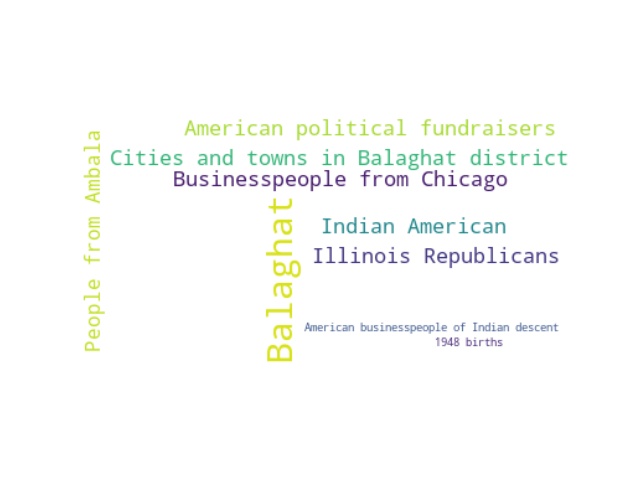 American political fundraisers
Cities and towns in Balaghat district
Businesspeople from Chicago
People from Ambala
Balaghat
Indian American
Illinois Republicans
American businesspeople of Indian descent
1948 births